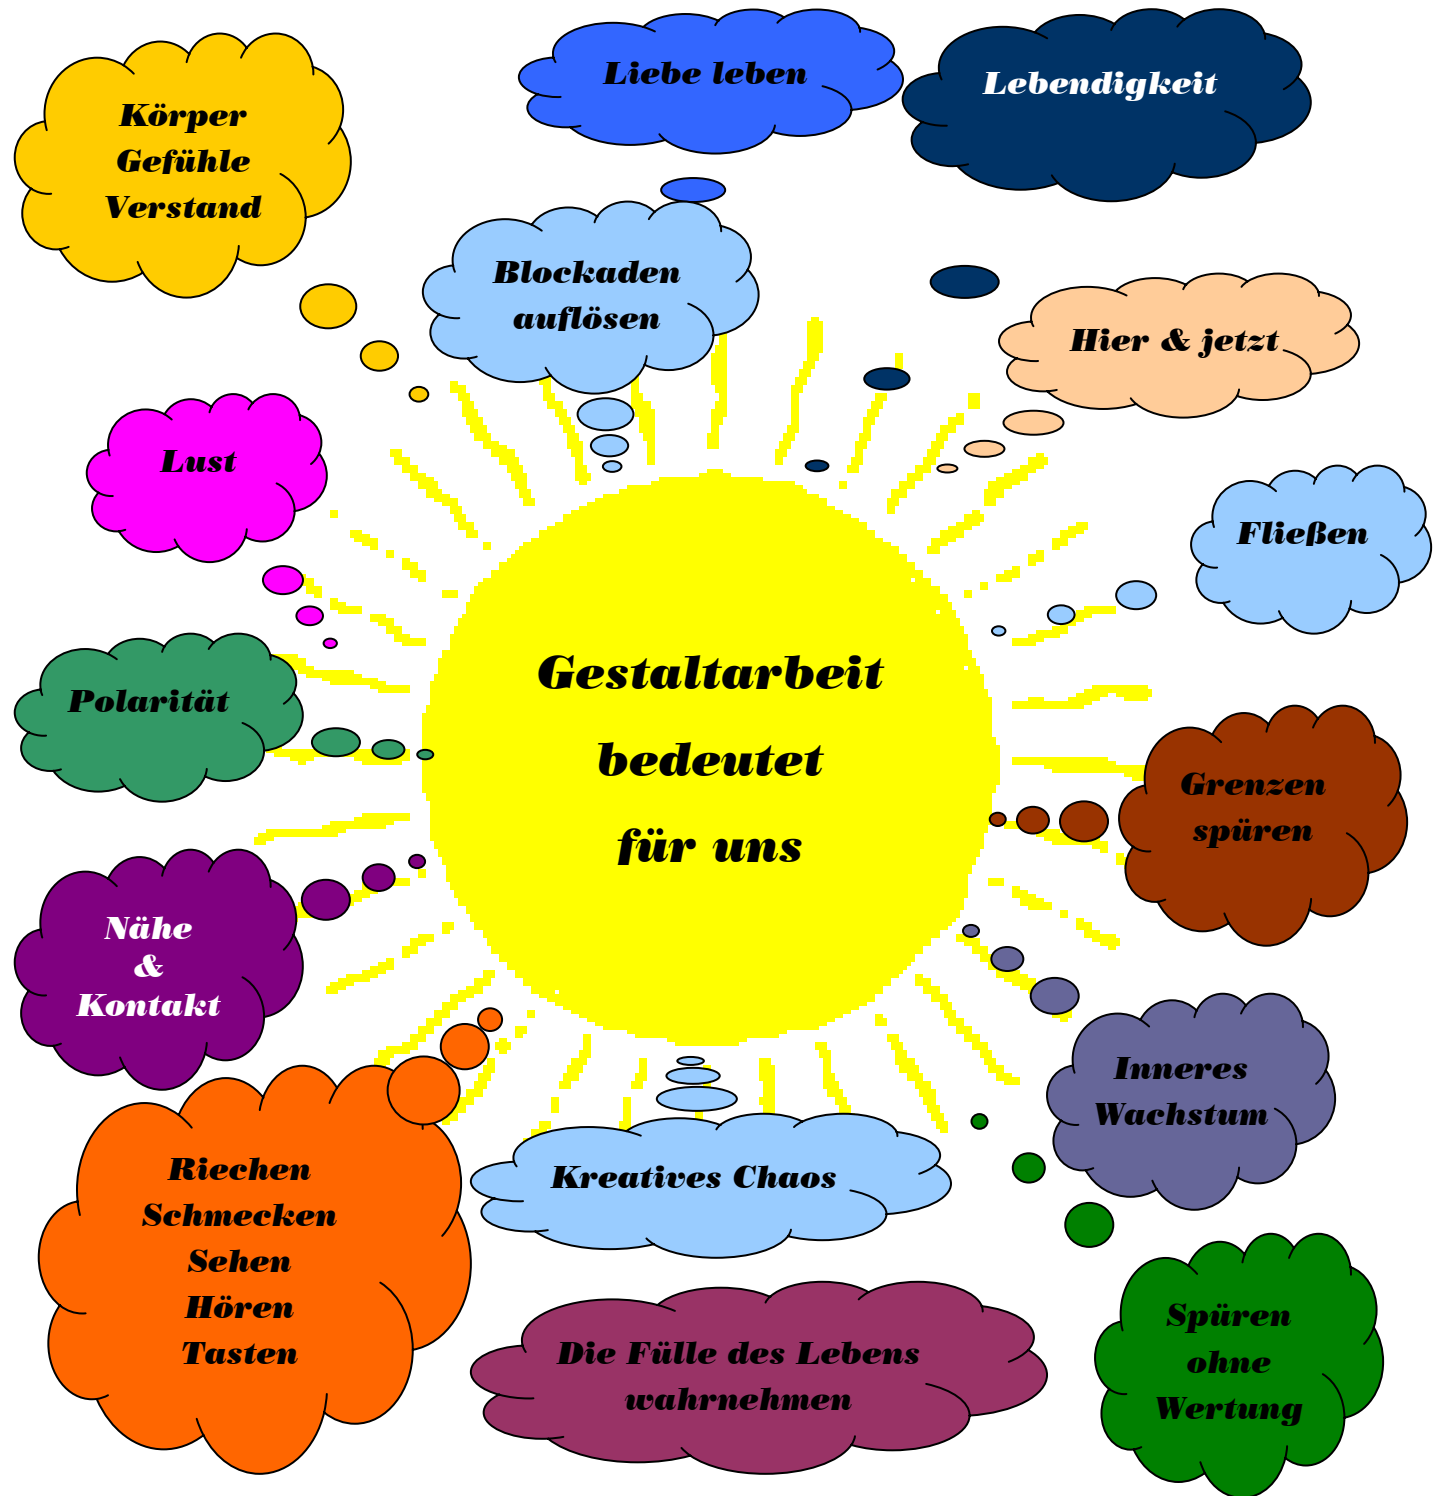 Liebe leben
Lebendigkeit
Körper
Gefühle
Verstand
Blockaden
auflösen
Hier & jetzt
Lust
Fließen
Polarität
Gestaltarbeit
bedeutet
für uns
Grenzen
spüren
Nähe
&
Kontakt
Inneres
Wachstum
Riechen
Schmecken
Sehen
Hören
Tasten
Kreatives Chaos
Die Fülle des Lebens
wahrnehmen
Spüren
ohne
Wertung